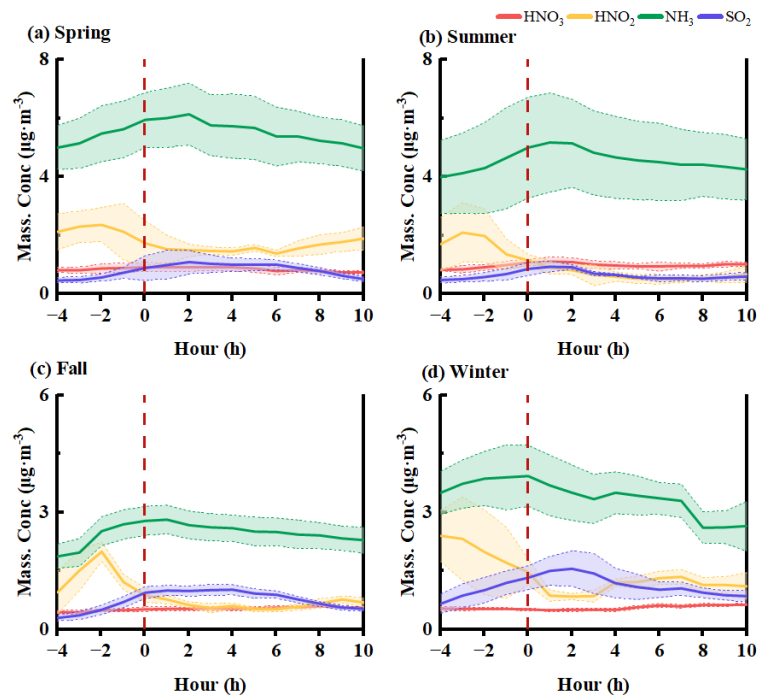 HNO₃ HNO₂ NH₃ SO₂
(a) Spring
(b) Summer
8
8
Mass. Conc (μg·m⁻³)
Mass. Conc (μg·m⁻³)
4
4
0
0
−4 −2 0 2 4 6 8 10
−4 −2 0 2 4 6 8 10
Hour (h)
Hour (h)
(c) Fall
(d) Winter
6
6
Mass. Conc (μg·m⁻³)
Mass. Conc (μg·m⁻³)
3
3
0
0
−4 −2 0 2 4 6 8 10
−4 −2 0 2 4 6 8 10
Hour (h)
Hour (h)